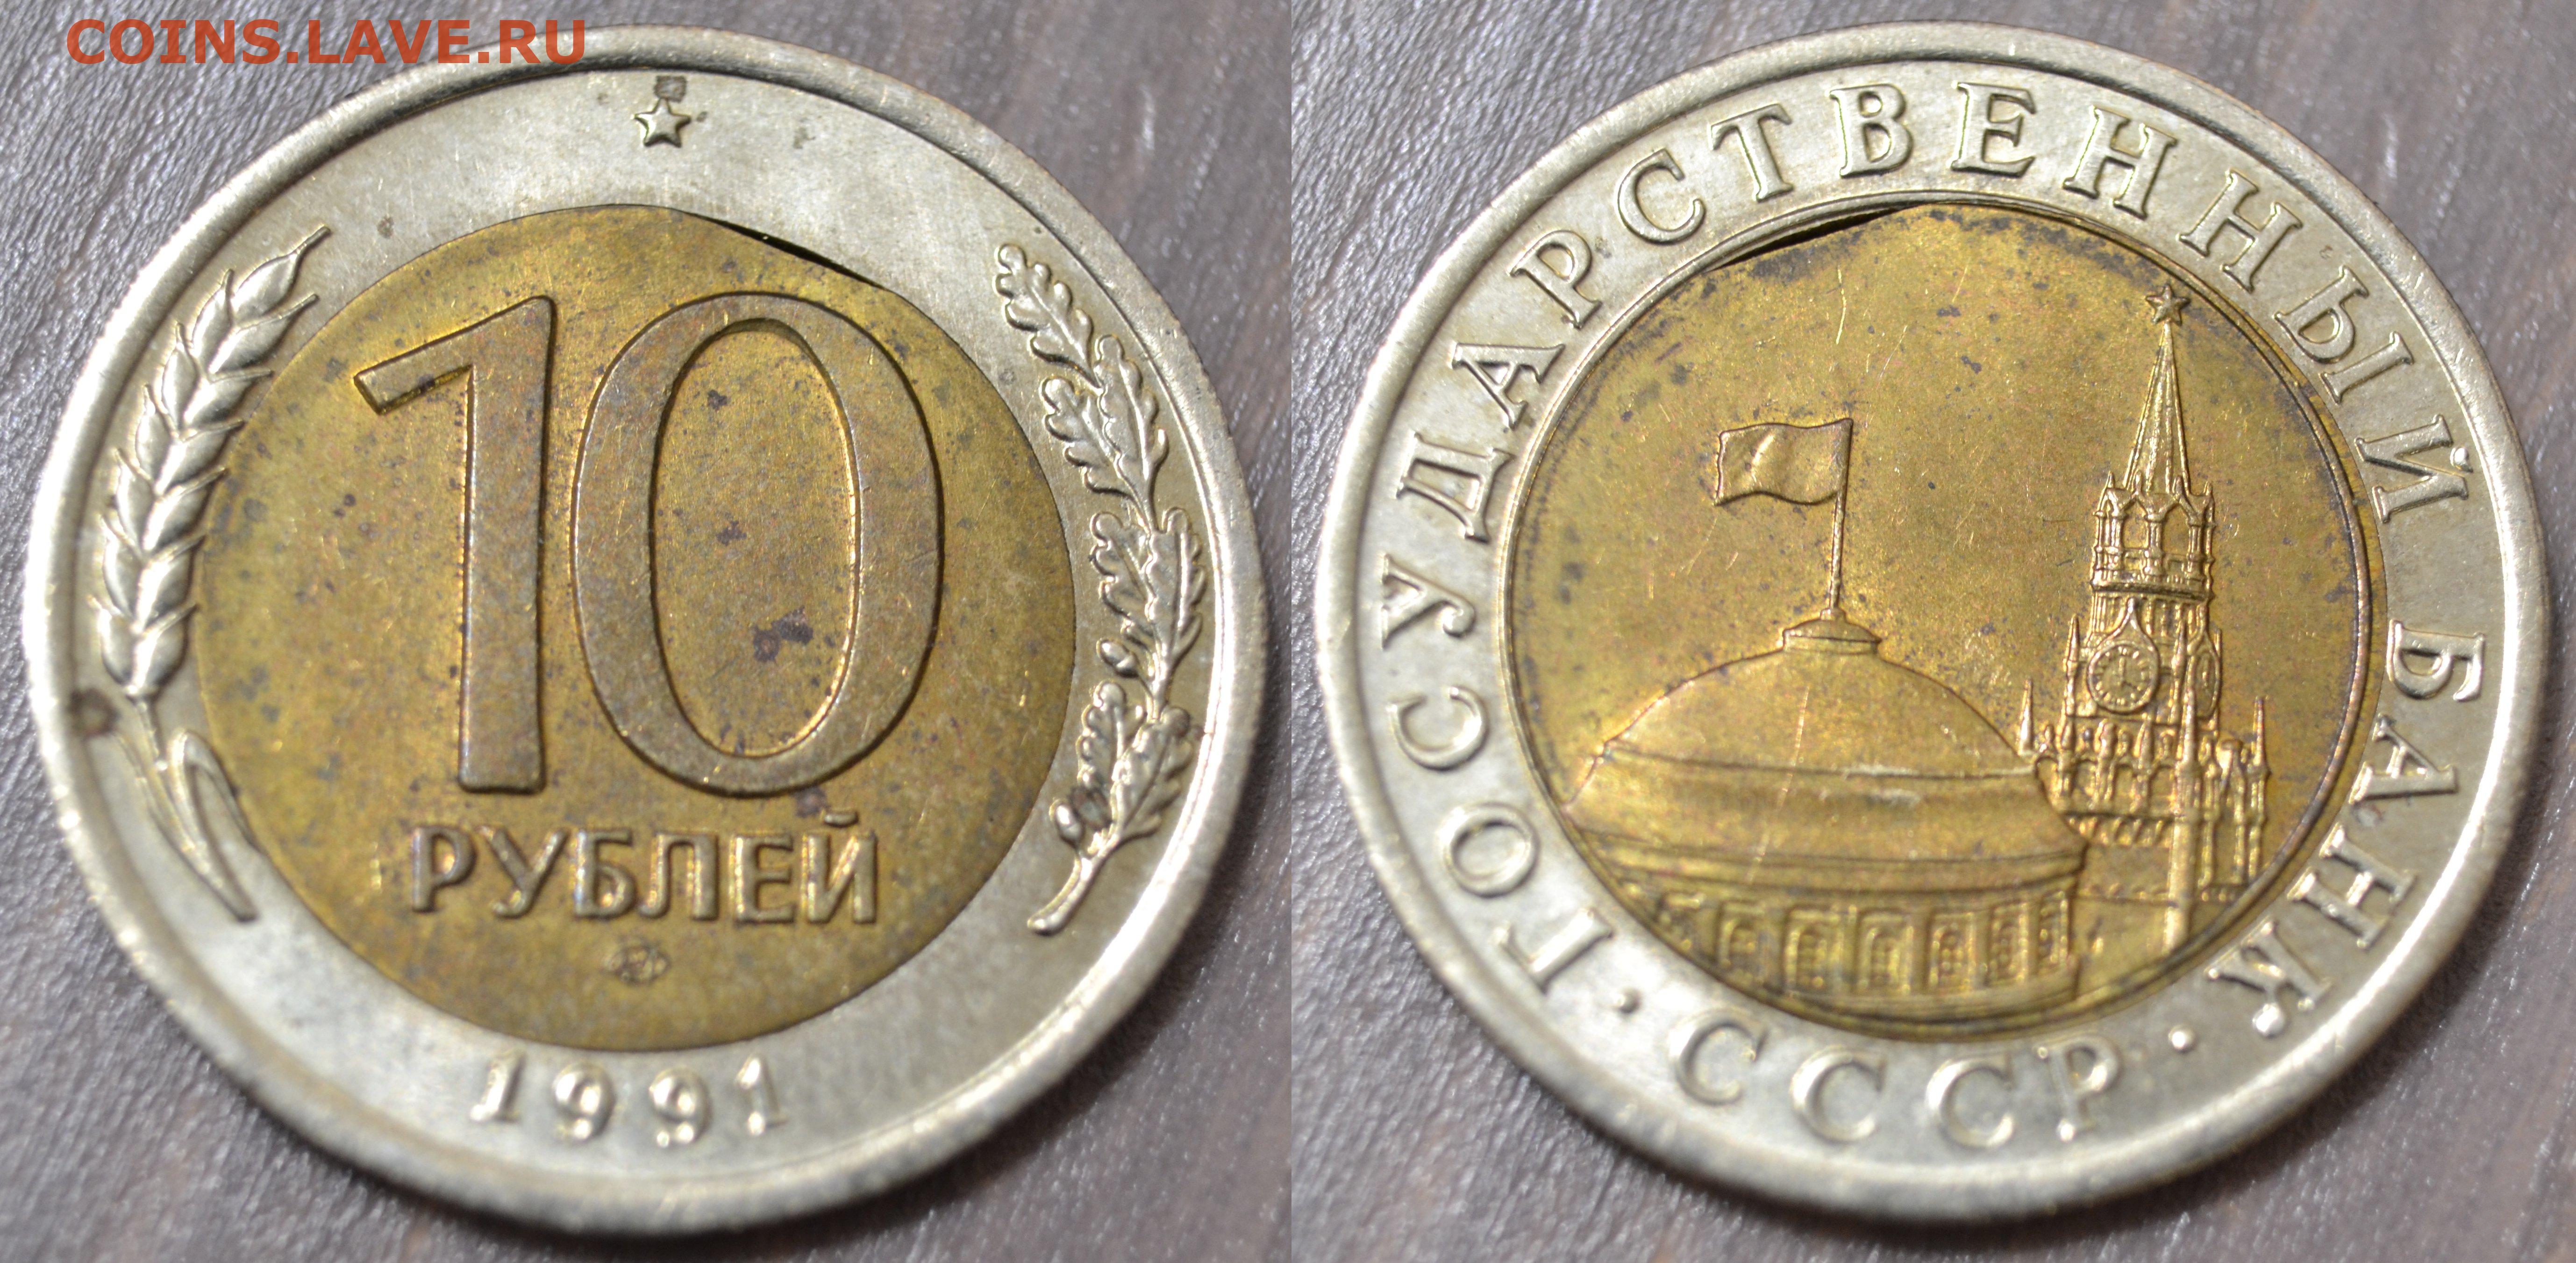 COINS.LAVE.RU
10
РУБЛЕЙ
1991
ГОСУДАРСТВЕННЫЙ БАНК
· СССР ·